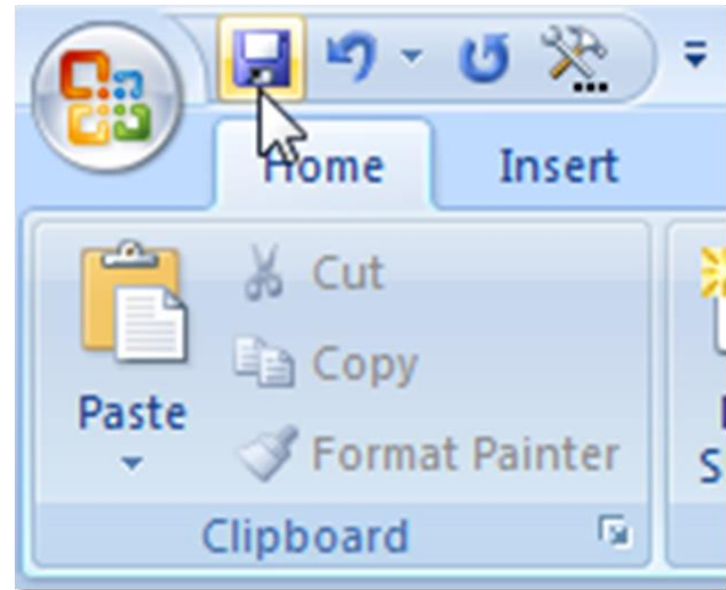 Home Insert
Cut
Copy
Paste
Format Painter
Clipboard